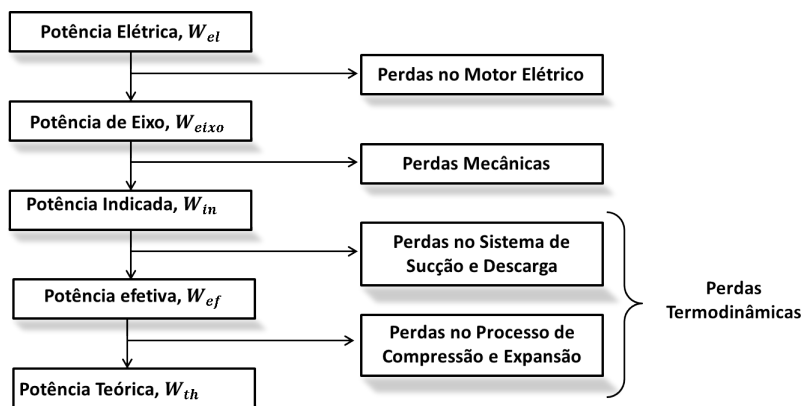 Potência Elétrica, W_el
Perdas no Motor Elétrico
Potência de Eixo, W_eixo
Perdas Mecânicas
Potência Indicada, W_in
Perdas no Sistema de
Sucção e Descarga
Potência efetiva, W_ef
Perdas
Termodinâmicas
Perdas no Processo de
Compressão e Expansão
Potência Teórica, W_th